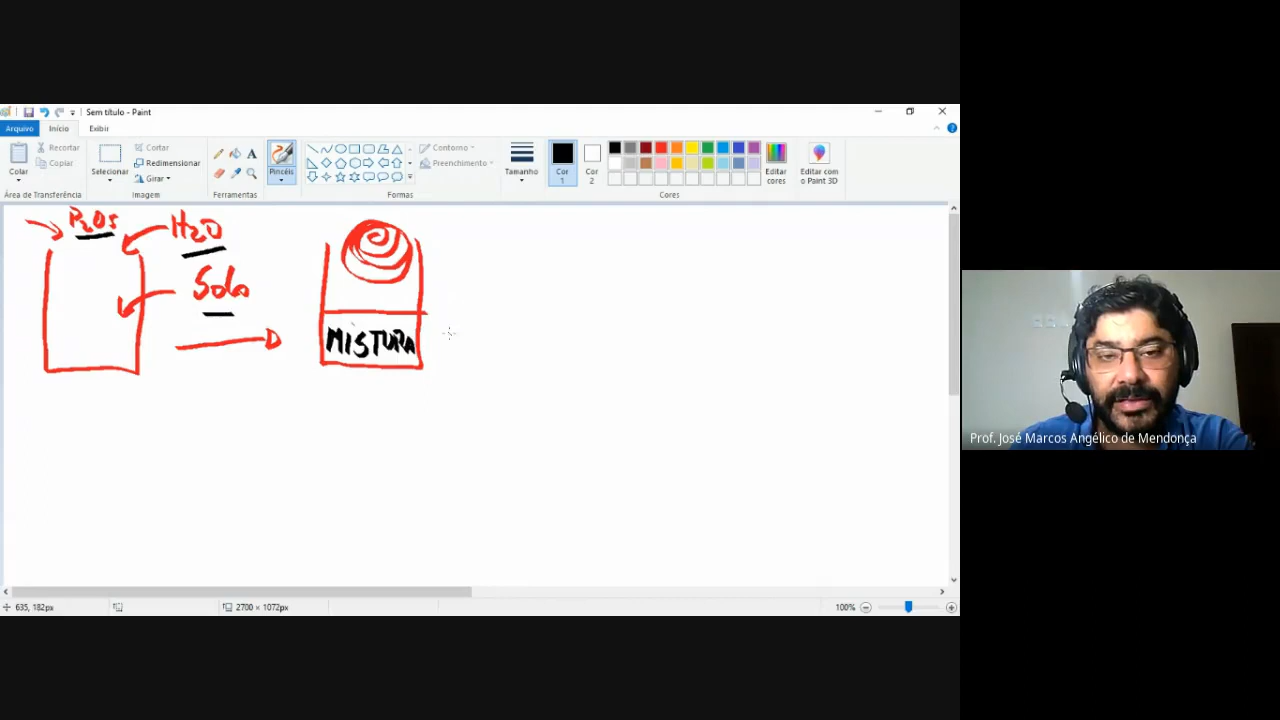 Sem título - Paint
Arquivo Início Exibir
Colar
Recortar
Copiar
Área de Transferência
Selecionar
Cortar
Redimensionar
Girar
Imagem
A
Ferramentas
Pincéis
Contorno
Preenchimento
Formas
Tamanho
Cor 1
Cor 2
Editar cores
Cores
Editar com o Paint 3D
P2O5
H2O
Solo
MISTURA
Prof. José Marcos Angélico de Mendonça
635, 182px
2700 × 1072px
100%